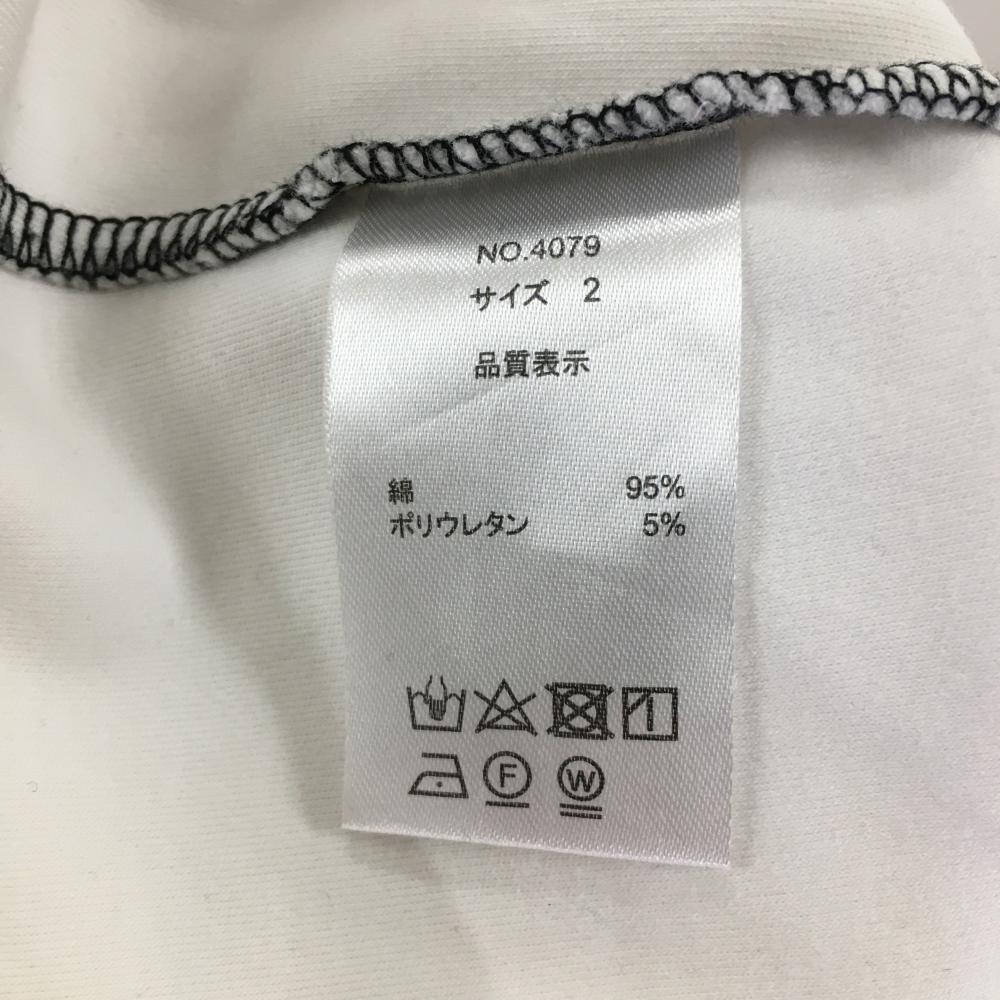 NO.4079
サイズ 2
品質表示
綿 95%
ポリウレタン 5%
F W